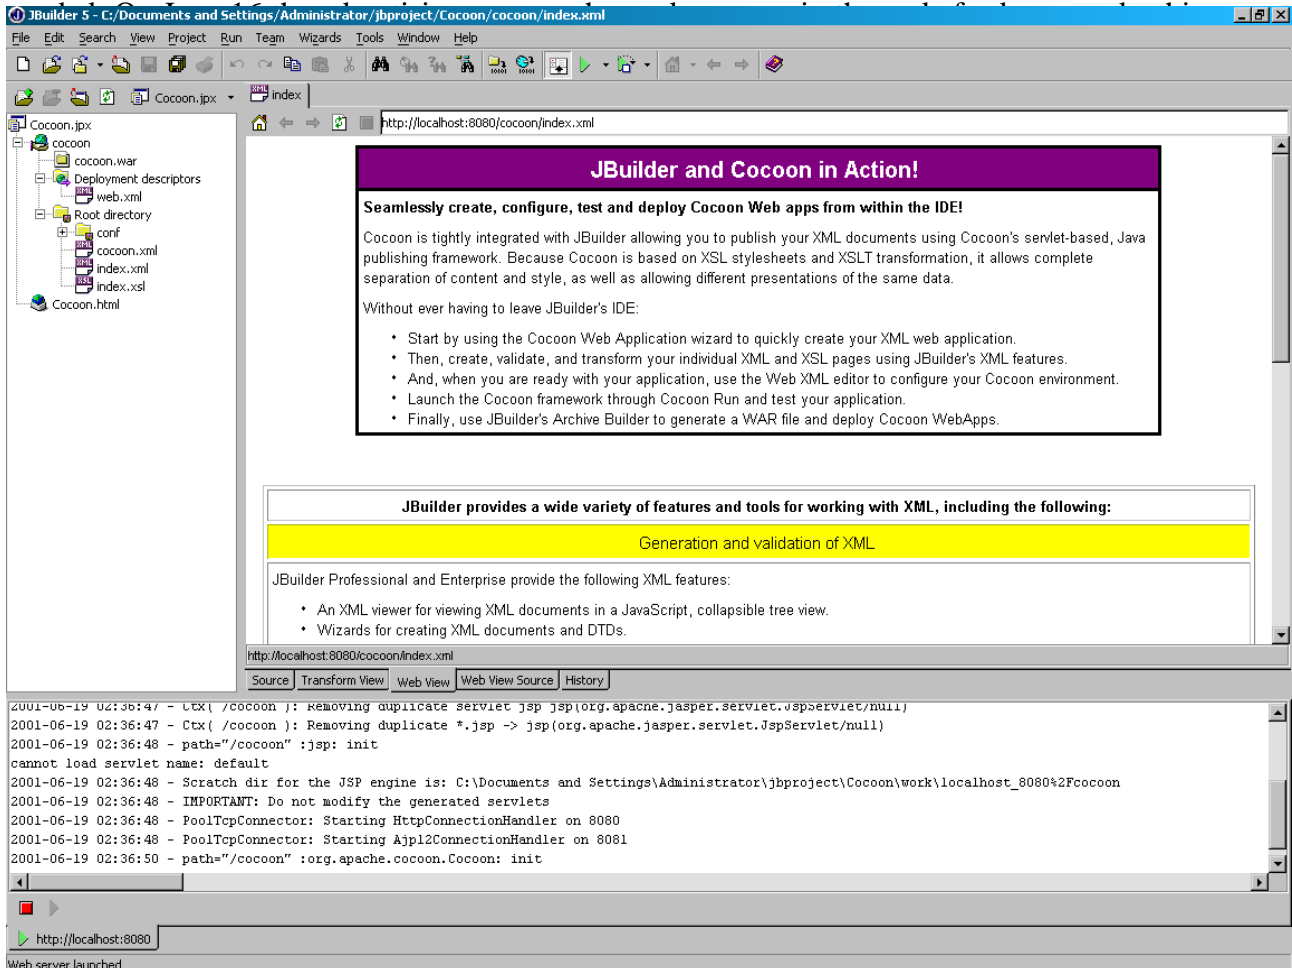 JBuilder 5 - C:/Documents and Settings/Administrator/jbproject/Cocoon/cocoon/index.xml
File Edit Search View Project Run Team Wizards Tools Window Help
Cocoon.jpx
index
http://localhost:8080/cocoon/index.xml
Cocoon.jpx
cocoon
cocoon.war
Deployment descriptors
web.xml
Root directory
conf
cocoon.xml
index.xml
index.xsl
Cocoon.html
JBuilder and Cocoon in Action!
Seamlessly create, configure, test and deploy Cocoon Web apps from within the IDE!
Cocoon is tightly integrated with JBuilder allowing you to publish your XML documents using Cocoon's servlet-based, Java
publishing framework. Because Cocoon is based on XSL stylesheets and XSLT transformation, it allows complete
separation of content and style, as well as allowing different presentations of the same data.
Without ever having to leave JBuilder's IDE:
• Start by using the Cocoon Web Application wizard to quickly create your XML web application.
• Then, create, validate, and transform your individual XML and XSL pages using JBuilder's XML features.
• And, when you are ready with your application, use the Web XML editor to configure your Cocoon environment.
• Launch the Cocoon framework through Cocoon Run and test your application.
• Finally, use JBuilder's Archive Builder to generate a WAR file and deploy Cocoon WebApps.
JBuilder provides a wide variety of features and tools for working with XML, including the following:
Generation and validation of XML
JBuilder Professional and Enterprise provide the following XML features:
• An XML viewer for viewing XML documents in a JavaScript, collapsible tree view.
• Wizards for creating XML documents and DTDs.
http://localhost:8080/cocoon/index.xml
Source Transform View Web View Web View Source History
2001-06-19 02:36:47 - Ctx( /cocoon ): Removing duplicate servlet jsp jsp(org.apache.jasper.servlet.JspServlet/null)
2001-06-19 02:36:47 - Ctx( /cocoon ): Removing duplicate *.jsp -> jsp(org.apache.jasper.servlet.JspServlet/null)
2001-06-19 02:36:48 - path="/cocoon" :jsp: init
cannot load servlet name: default
2001-06-19 02:36:48 - Scratch dir for the JSP engine is: C:\Documents and Settings\Administrator\jbproject\Cocoon\work\localhost_8080%2Fcocoon
2001-06-19 02:36:48 - IMPORTANT: Do not modify the generated servlets
2001-06-19 02:36:48 - PoolTcpConnector: Starting HttpConnectionHandler on 8080
2001-06-19 02:36:48 - PoolTcpConnector: Starting Ajp12ConnectionHandler on 8081
2001-06-19 02:36:50 - path="/cocoon" :org.apache.cocoon.Cocoon: init
http://localhost:8080
Web server launched